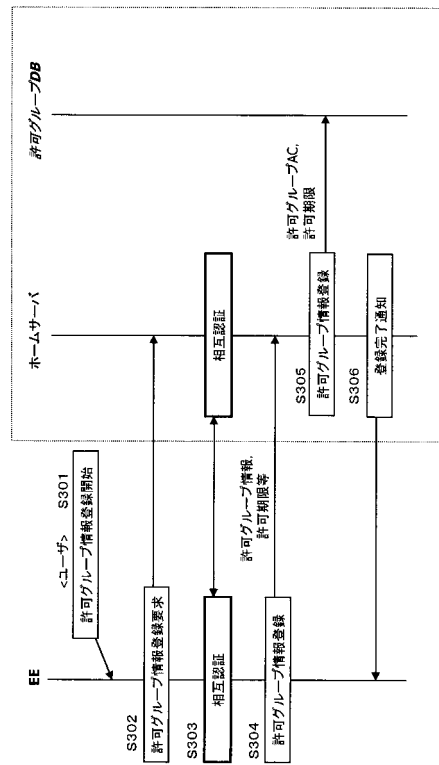 EE
ホームサーバ
許可グループDB
<ユーザ>
S301
許可グループ情報登録開始
S302
許可グループ情報登録要求
S303
相互認証
相互認証
S304
許可グループ情報登録
許可グループ情報,
許可期限等
S305
許可グループ情報登録
許可グループAC,
許可期限
S306
登録完了通知